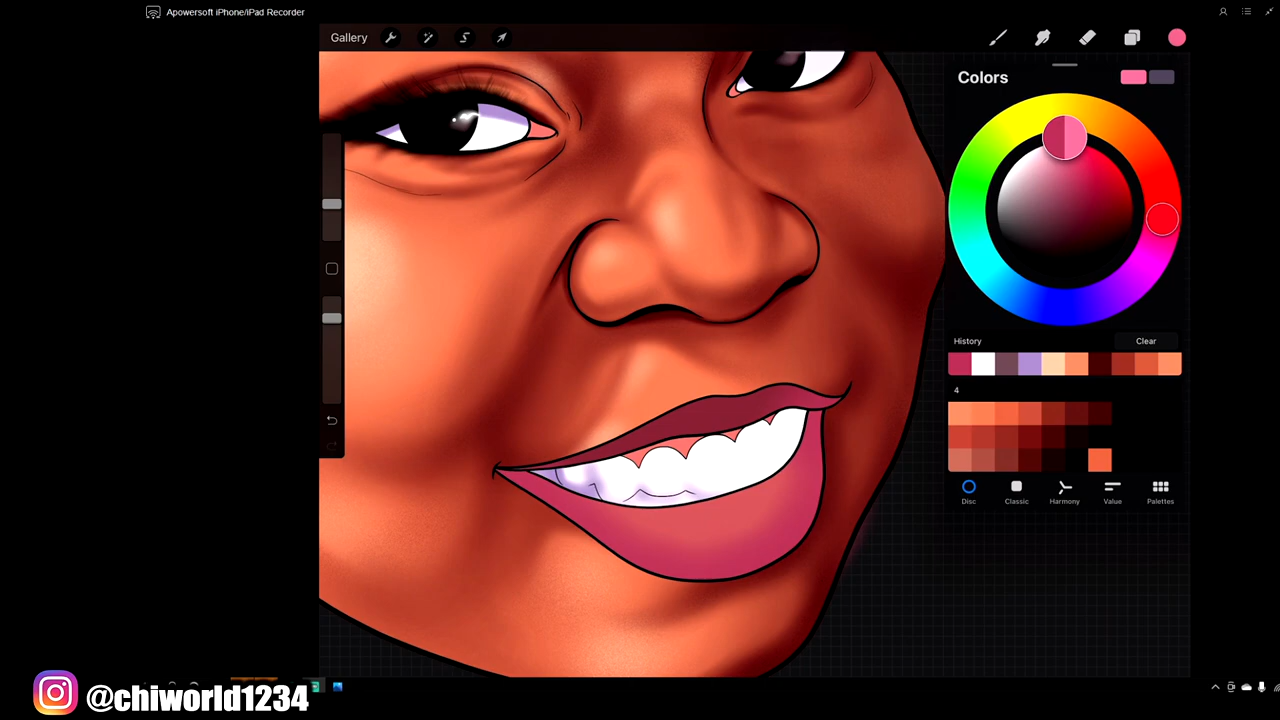 Apowersoft iPhone/iPad Recorder
Gallery
Colors
History
Clear
4
Disc
Classic
Harmony
Value
Palettes
@chiworld1234